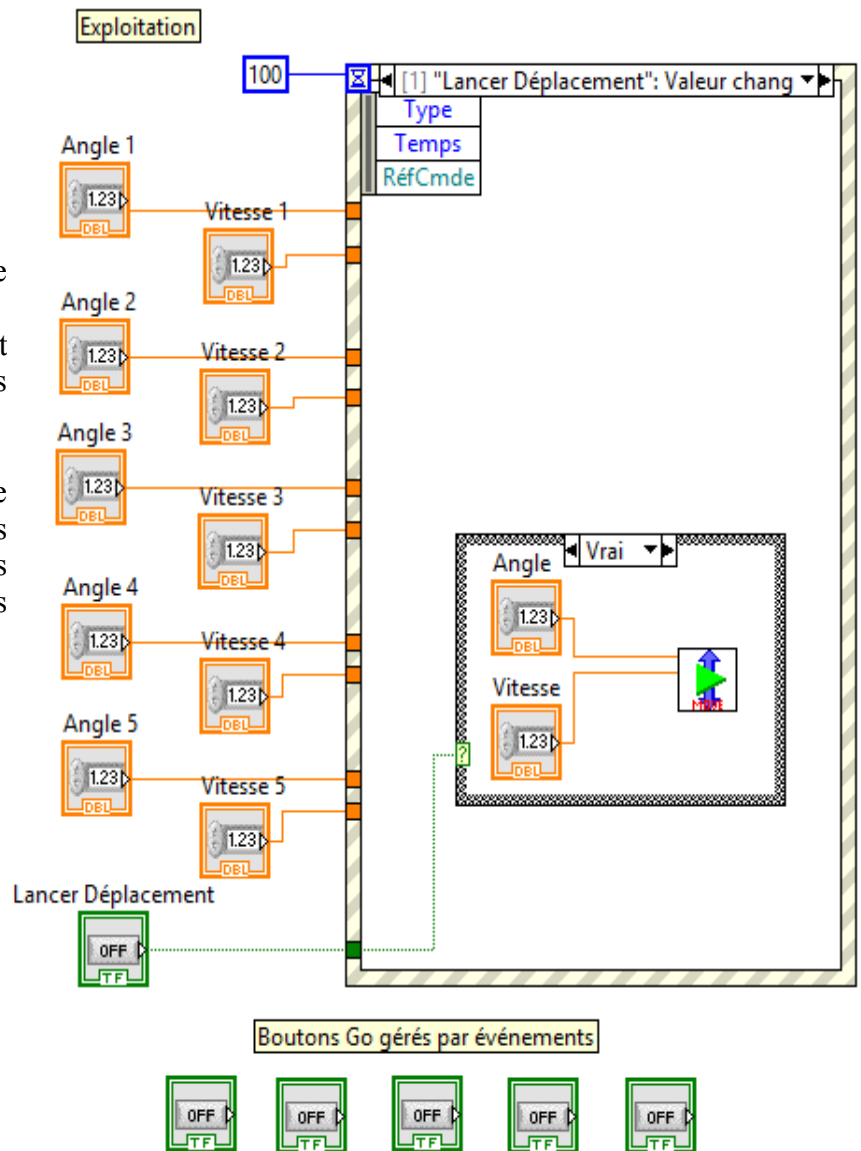 Exploitation
100
[1] "Lancer Déplacement": Valeur chang
Type
Temps
RéfCmde
Angle 1
1.23
DBL
Vitesse 1
1.23
DBL
e
Angle 2
1.23
DBL
t
s
Vitesse 2
1.23
DBL
Angle 3
1.23
DBL
e
s
s
s
Vitesse 3
1.23
DBL
Vrai
Angle
1.23
DBL
Vitesse
1.23
DBL
?
Angle 4
1.23
DBL
Vitesse 4
1.23
DBL
Angle 5
1.23
DBL
Vitesse 5
1.23
DBL
Lancer Déplacement
OFF
TF
Boutons Go gérés par événements
OFF OFF OFF OFF OFF
TF TF TF TF TF